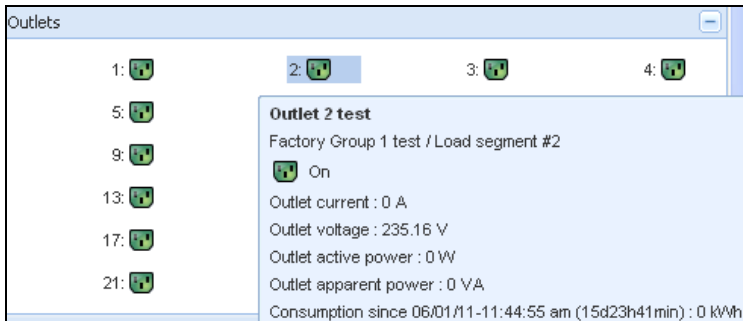 Outlets
1: 2: 3: 4:
5:
Outlet 2 test
Factory Group 1 test / Load segment #2
9:
On
13:
Outlet current : 0 A
17:
Outlet voltage : 235.16 V
Outlet active power : 0 W
21:
Outlet apparent power : 0 VA
Consumption since 06/01/11-11:44:55 am (15d23h41min) : 0 kWh